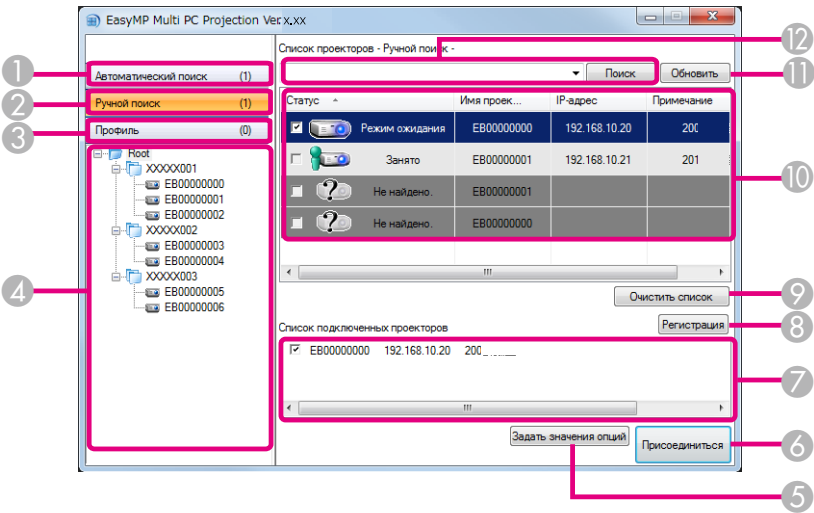 EasyMP Multi PC Projection Ver.x.xx
Список проекторов - Ручной поиск -
12
1
Автоматический поиск (1)
Поиск
Обновить
11
2
Ручной поиск (1)
Статус
Имя проек...
IP-адрес
Примечание
3
Профиль (0)
Режим ожидания EB00000000 192.168.10.20 200
Занято EB00000001 192.168.10.21 201
10
Не найдено. EB00000001
Не найдено. EB00000000
4
Root
XXXXX001
EB00000000
EB00000001
EB00000002
XXXXX002
EB00000003
EB00000004
XXXXX003
EB00000005
EB00000006
Очистить список
9
Регистрация
8
Список подключенных проекторов
EB00000000 192.168.10.20 200
7
Задать значения опций
Присоединиться
6
5